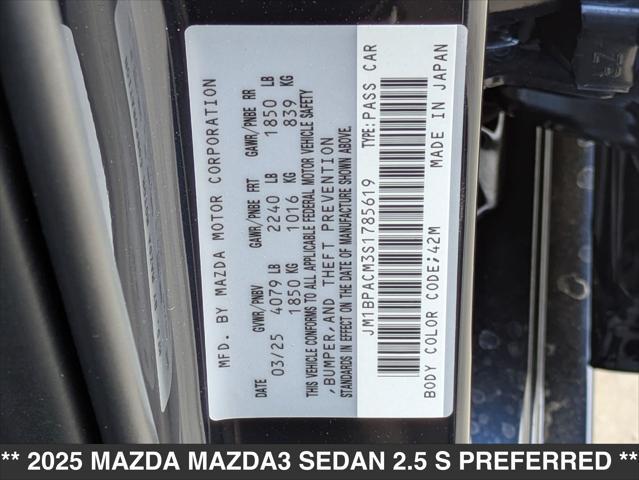 MFD. BY MAZDA MOTOR CORPORATION
DATE GVWR/PNBV GAWR/PNBE FRT GAWR/PNBE RR
03/25 4079 LB 2240 LB 1850 LB
1850 KG 1016 KG 839 KG
THIS VEHICLE CONFORMS TO ALL APPLICABLE FEDERAL MOTOR VEHICLE SAFETY
,BUMPER,AND THEFT PREVENTION
STANDARDS IN EFFECT ON THE DATE OF MANUFACTURE SHOWN ABOVE.
JM1BPACM3S1785619 TYPE:PASS CAR
BODY COLOR CODE;42M MADE IN JAPAN
** 2025 MAZDA MAZDA3 SEDAN 2.5 S PREFERRED **